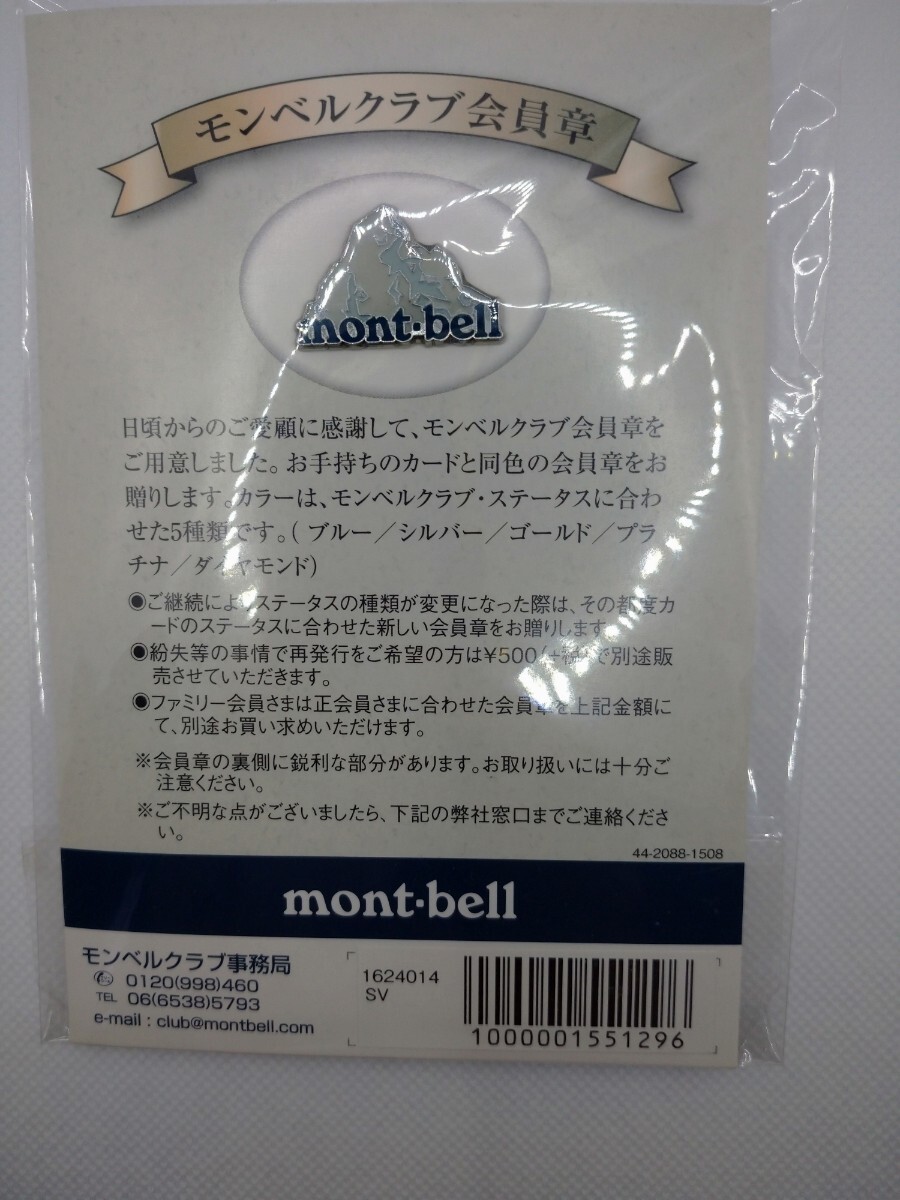 モンベルクラブ会員章
mont-bell
日頃からのご愛顧に感謝して、モンベルクラブ会員章を
ご用意しました。お手持ちのカードと同色の会員章をお
贈りします。カラーは、モンベルクラブ・ステータスに合わ
せた5種類です。( ブルー／シルバー／ゴールド／プラ
チナ／ダイヤモンド)
◉ご継続によりステータスの種類が変更になった際は、その都度カ
ードのステータスに合わせた新しい会員章をお贈りします。
◉紛失等の事情で再発行をご希望の方は¥500(+税)で別途販
売させていただきます。
◉ファミリー会員さまは正会員さまに合わせた会員章を上記金額に
て、別途お買い求めいただけます。
※会員章の裏側に鋭利な部分があります。お取り扱いには十分ご
注意ください。
※ご不明な点がございましたら、下記の弊社窓口までご連絡くださ
い。
44-2088-1508
mont-bell
モンベルクラブ事務局
0120(998)460
TEL 06(6538)5793
e-mail : club@montbell.com
1624014
SV
1000001551296